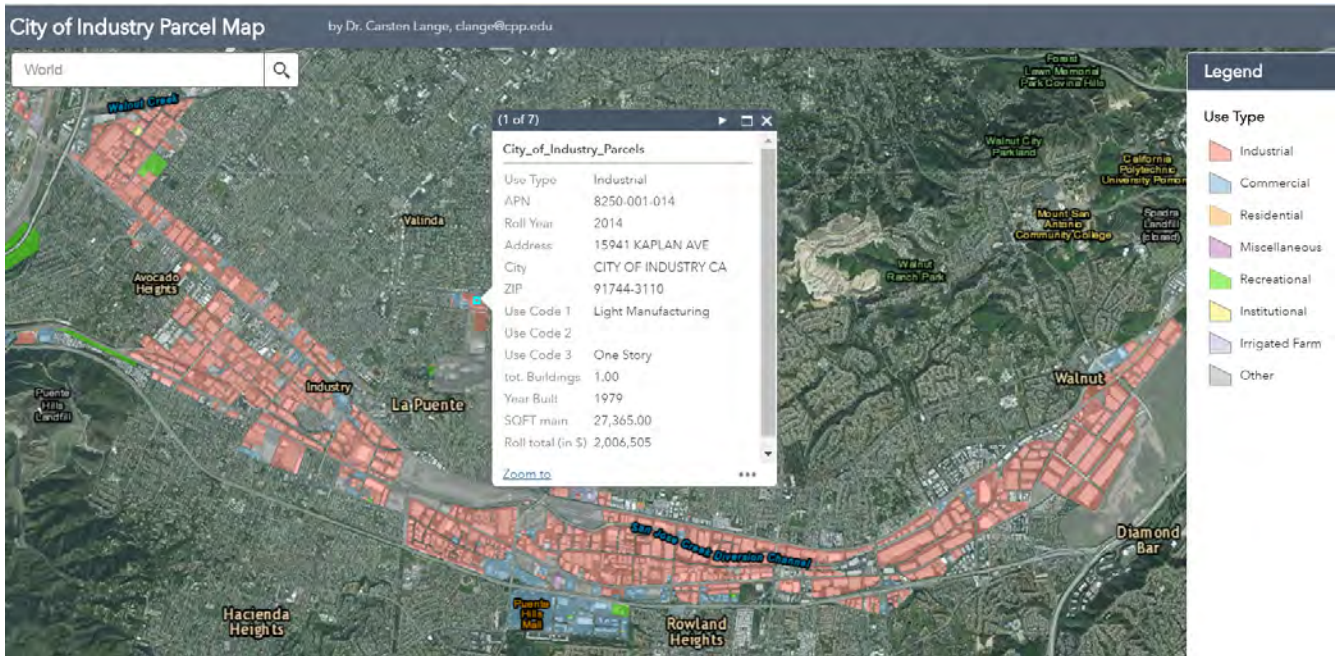 City of Industry Parcel Map
by Dr. Carsten Lange, clange@cpp.edu
World
Legend
Use Type
Industrial
Commercial
Residential
Miscellaneous
Recreational
Institutional
Irrigated Farm
Other
(1 of 7)
City_of_Industry_Parcels
Use Type Industrial
APN 8250-001-014
Roll Year 2014
Address 15941 KAPLAN AVE
City CITY OF INDUSTRY CA
ZIP 91744-3110
Use Code 1 Light Manufacturing
Use Code 2
Use Code 3 One Story
tot. Buildings 1.00
Year Built 1979
SQFT main 27,365.00
Roll total (in $) 2,006,505
Zoom to
Walnut Creek
Forest
Lawn Memorial
Park Covina Hills
Walnut City
Parkland
California
Polytechnic
University Pomon
Mount San
Antonio
Community College
Spadra
Landfill
(closed)
Valinda
Walnut
Ranch Park
Avocado
Heights
Industry
La Puente
Puente
Hills
Landfill
Walnut
San Jose Creek Diversion Channel
Diamond
Bar
Puente
Hills
Mall
Hacienda
Heights
Rowland
Heights